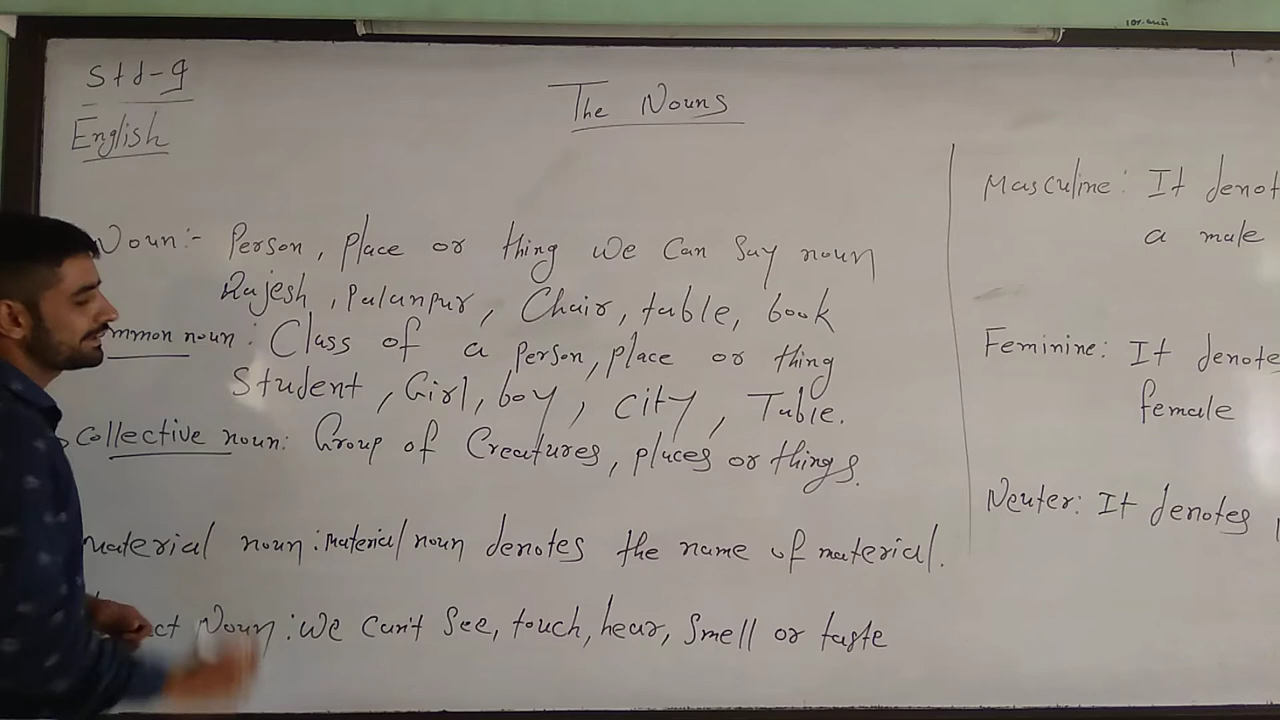 Std-9
English
The Nouns
Noun:- Person, place or thing we can say noun
Rajesh, Palanpur, Chair, table, book
mmon noun: Class of a person, place or thing
Student, Girl, boy, city, Table.
Collective noun: Group of Creatures, places or things.
Material noun: Material noun denotes the name of material.
ct Noun: We can't see, touch, hear, smell or taste
Masculine: It denot
a male
Feminine: It denotes
female
Neuter: It denotes